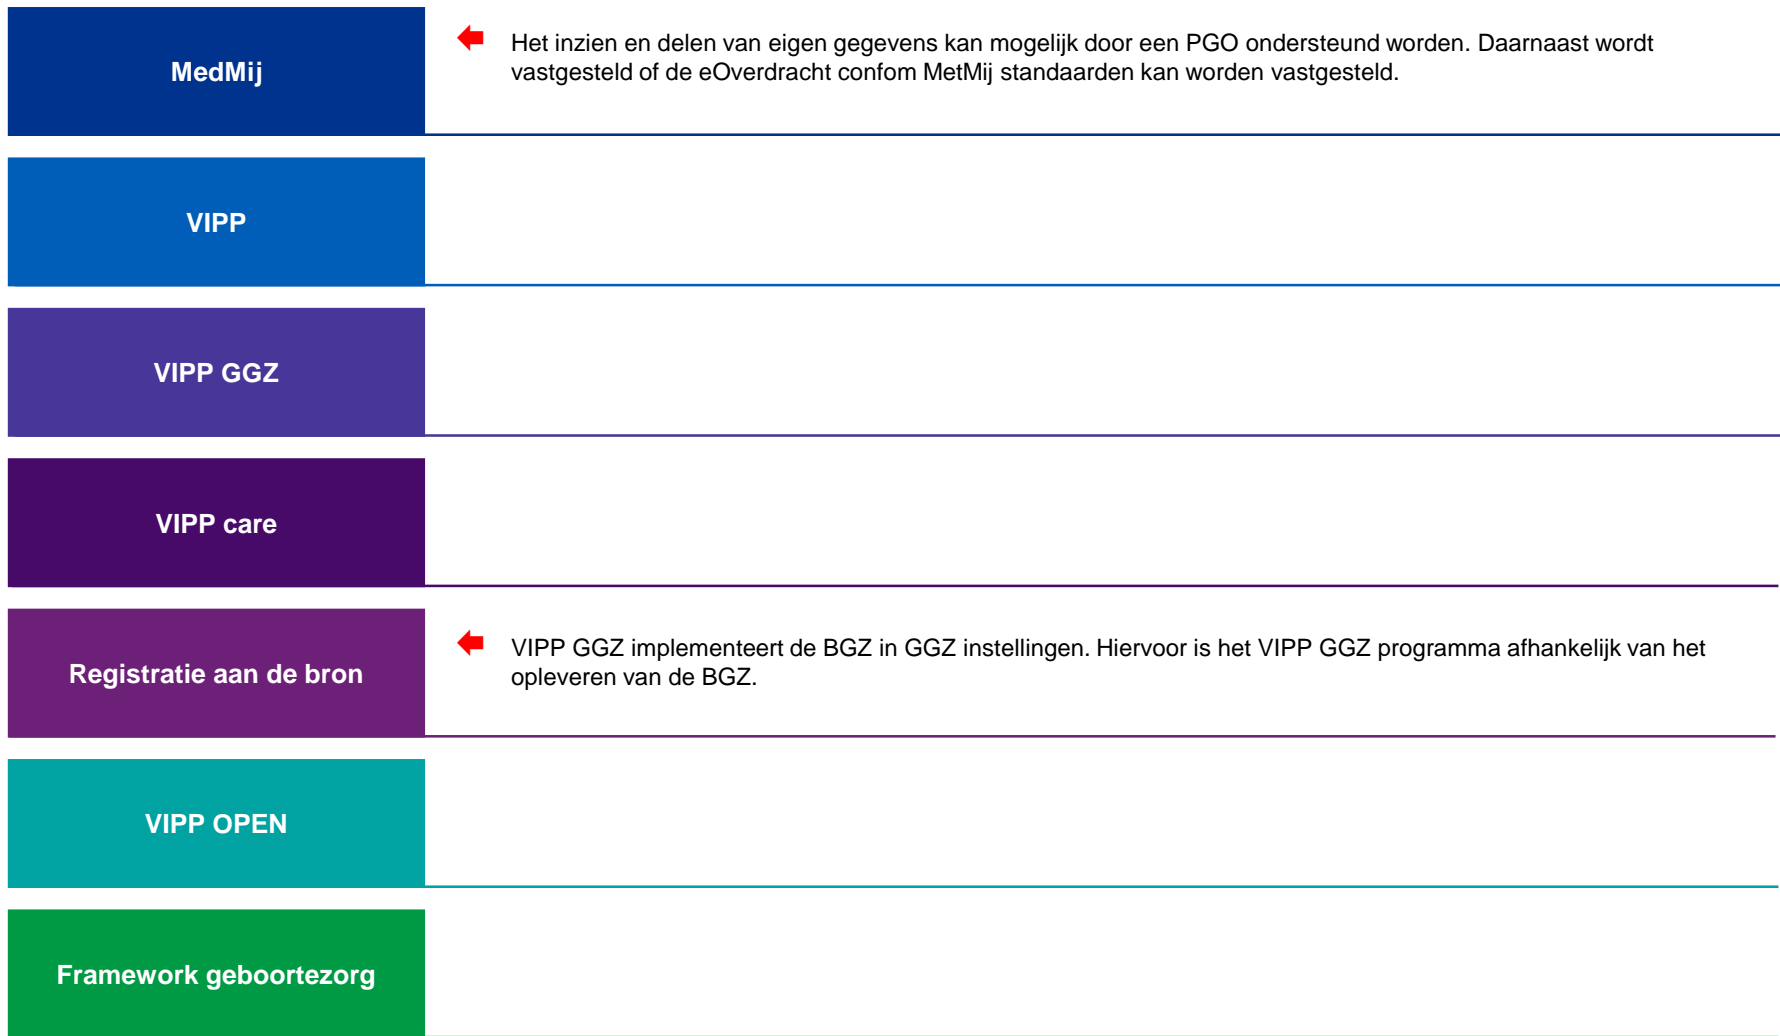 MedMij
Het inzien en delen van eigen gegevens kan mogelijk door een PGO ondersteund worden. Daarnaast wordt
vastgesteld of de eOverdracht confom MetMij standaarden kan worden vastgesteld.
VIPP
VIPP GGZ
VIPP care
Registratie aan de bron
VIPP GGZ implementeert de BGZ in GGZ instellingen. Hiervoor is het VIPP GGZ programma afhankelijk van het
opleveren van de BGZ.
VIPP OPEN
Framework geboortezorg